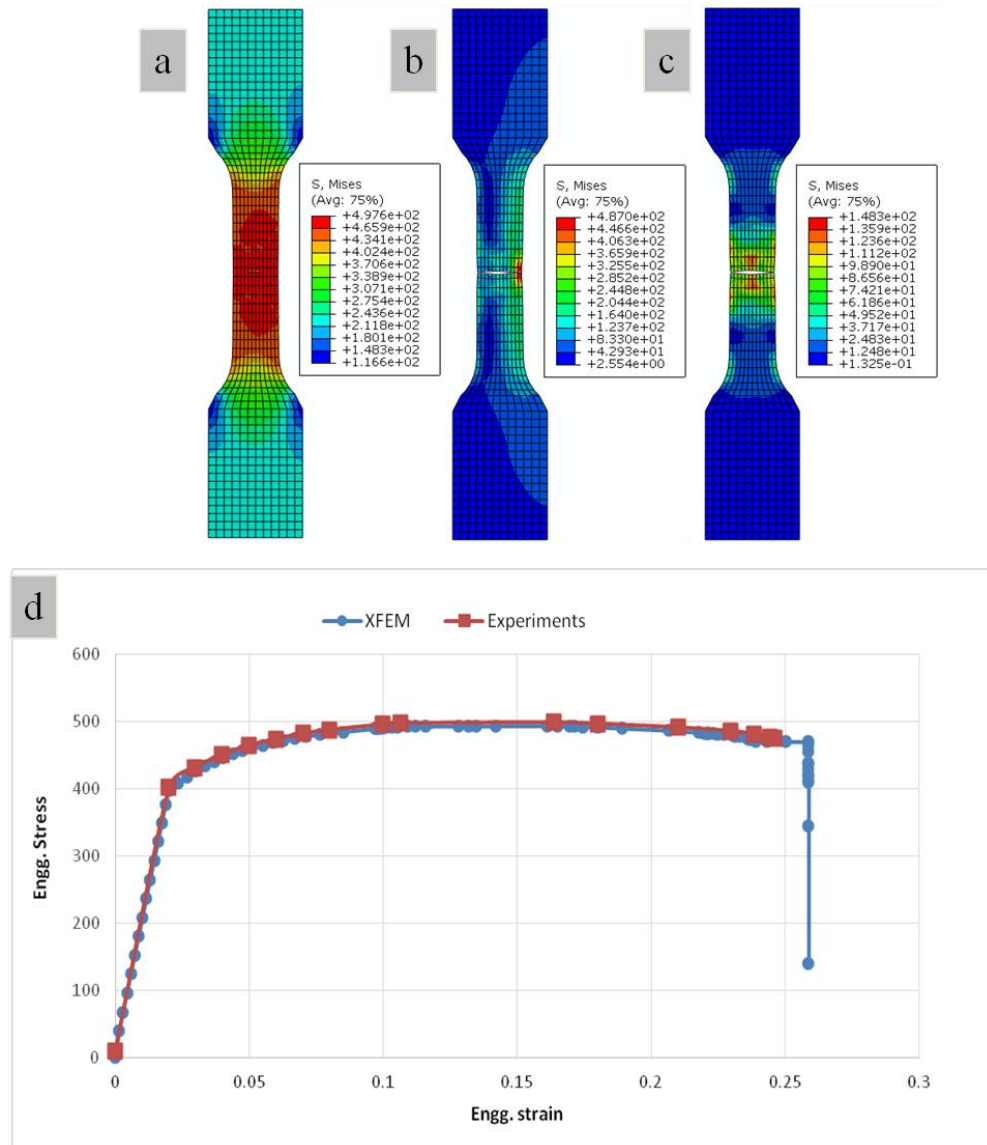 a
S, Mises
(Avg: 75%)
+4.976e+02
+4.659e+02
+4.341e+02
+4.024e+02
+3.706e+02
+3.389e+02
+3.071e+02
+2.754e+02
+2.436e+02
+2.118e+02
+1.801e+02
+1.483e+02
+1.166e+02
b
S, Mises
(Avg: 75%)
+4.870e+02
+4.466e+02
+4.063e+02
+3.659e+02
+3.255e+02
+2.852e+02
+2.448e+02
+2.044e+02
+1.640e+02
+1.237e+02
+8.330e+01
+4.293e+01
+2.554e+00
c
S, Mises
(Avg: 75%)
+1.483e+02
+1.359e+02
+1.236e+02
+1.112e+02
+9.890e+01
+8.656e+01
+7.421e+01
+6.186e+01
+4.952e+01
+3.717e+01
+2.483e+01
+1.248e+01
+1.325e-01
d
XFEM Experiments
600
500
400
300
200
100
0
Engg. Stress
0 0.05 0.1 0.15 0.2 0.25 0.3
Engg. strain